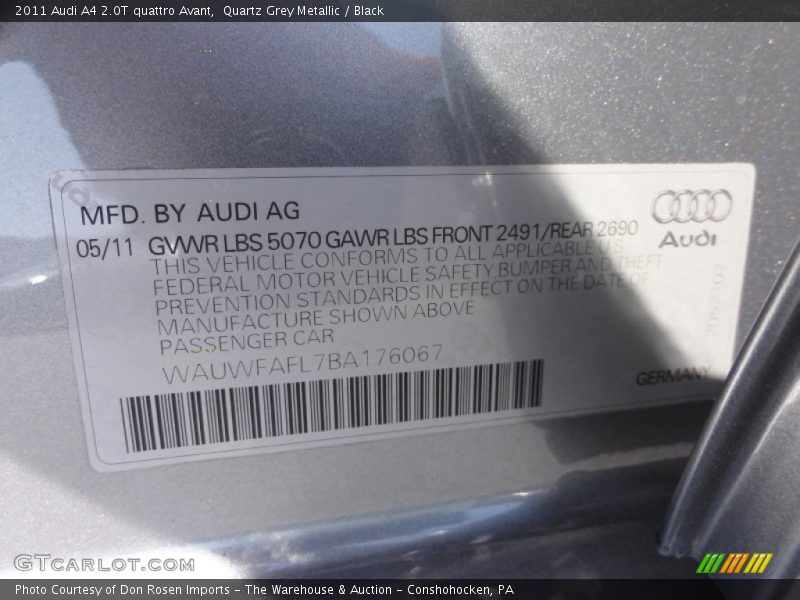 2011 Audi A4 2.0T quattro Avant,  Quartz Grey Metallic / Black
MFD. BY AUDI AG
05/11 GVWR LBS 5070 GAWR LBS FRONT 2491/REAR 2690
THIS VEHICLE CONFORMS TO ALL APPLICABLE U.S.
FEDERAL MOTOR VEHICLE SAFETY BUMPER AND THEFT
PREVENTION STANDARDS IN EFFECT ON THE DATE OF
MANUFACTURE SHOWN ABOVE
PASSENGER CAR
WAUWFAFL7BA176067
Audi
GERMANY
GTCARLOT.COM
Photo Courtesy of Don Rosen Imports – The Warehouse & Auction – Conshohocken, PA